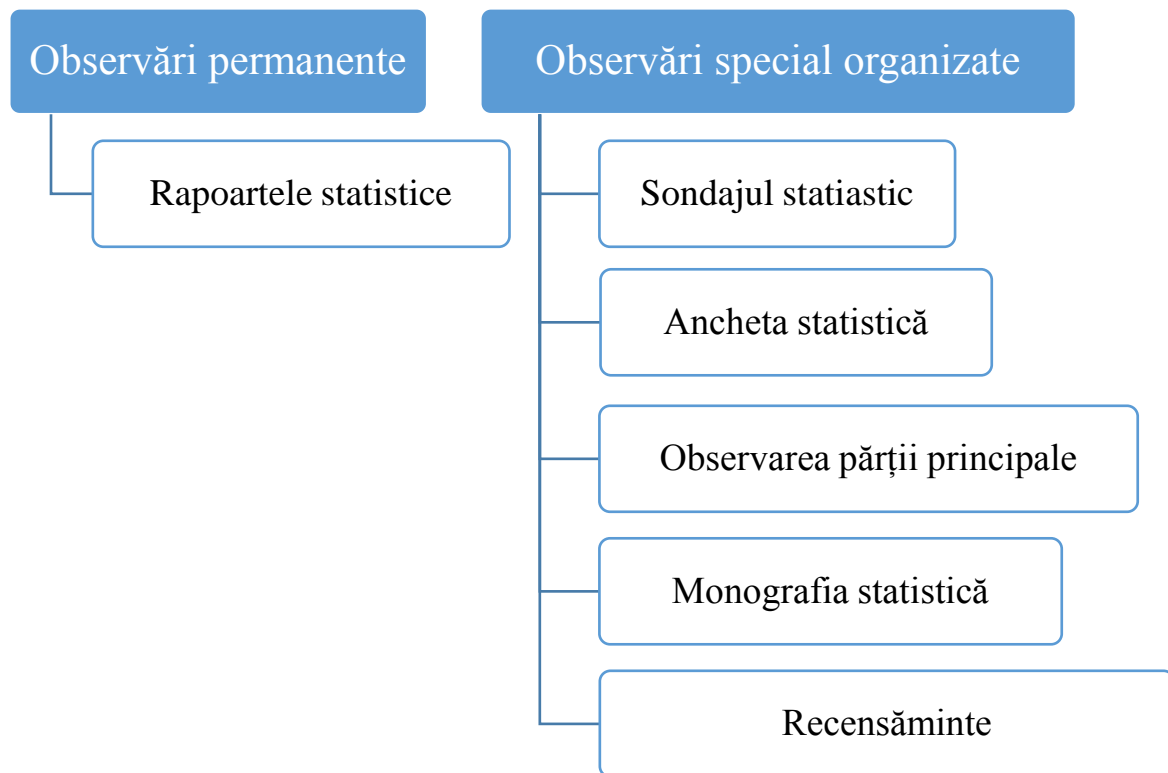 Observări permanente
Rapoartele statistice
Observări special organizate
Sondajul statiastic
Ancheta statistică
Observarea părții principale
Monografia statistică
Recensăminte